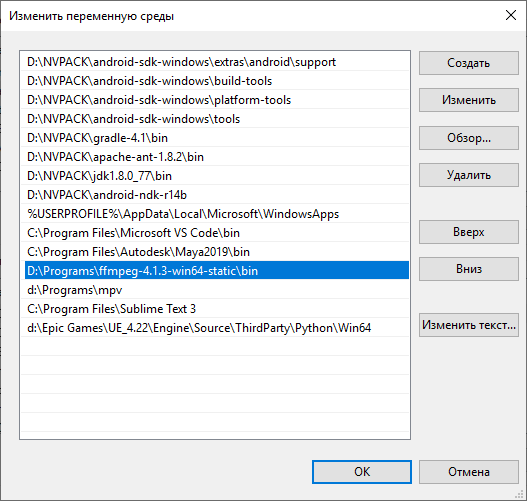 Изменить переменную среды
D:\NVPACK\android-sdk-windows\extras\android\support
D:\NVPACK\android-sdk-windows\build-tools
D:\NVPACK\android-sdk-windows\platform-tools
D:\NVPACK\android-sdk-windows\tools
D:\NVPACK\gradle-4.1\bin
D:\NVPACK\apache-ant-1.8.2\bin
D:\NVPACK\jdk1.8.0_77\bin
D:\NVPACK\android-ndk-r14b
%USERPROFILE%\AppData\Local\Microsoft\WindowsApps
C:\Program Files\Microsoft VS Code\bin
C:\Program Files\Autodesk\Maya2019\bin
D:\Programs\ffmpeg-4.1.3-win64-static\bin
d:\Programs\mpv
C:\Program Files\Sublime Text 3
d:\Epic Games\UE_4.22\Engine\Source\ThirdParty\Python\Win64
Создать
Изменить
Обзор...
Удалить
Вверх
Вниз
Изменить текст...
OK
Отмена